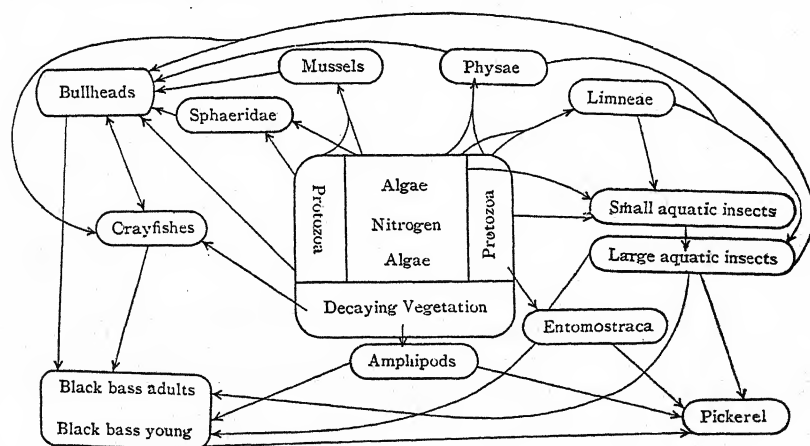 Mussels
Physae
Bullheads
Limneae
Sphaeridae
Protozoa
Algae
Nitrogen
Algae
Protozoa
Small aquatic insects
Crayfishes
Large aquatic insects
Decaying Vegetation
Entomostraca
Amphipods
Black bass adults
Black bass young
Pickerel